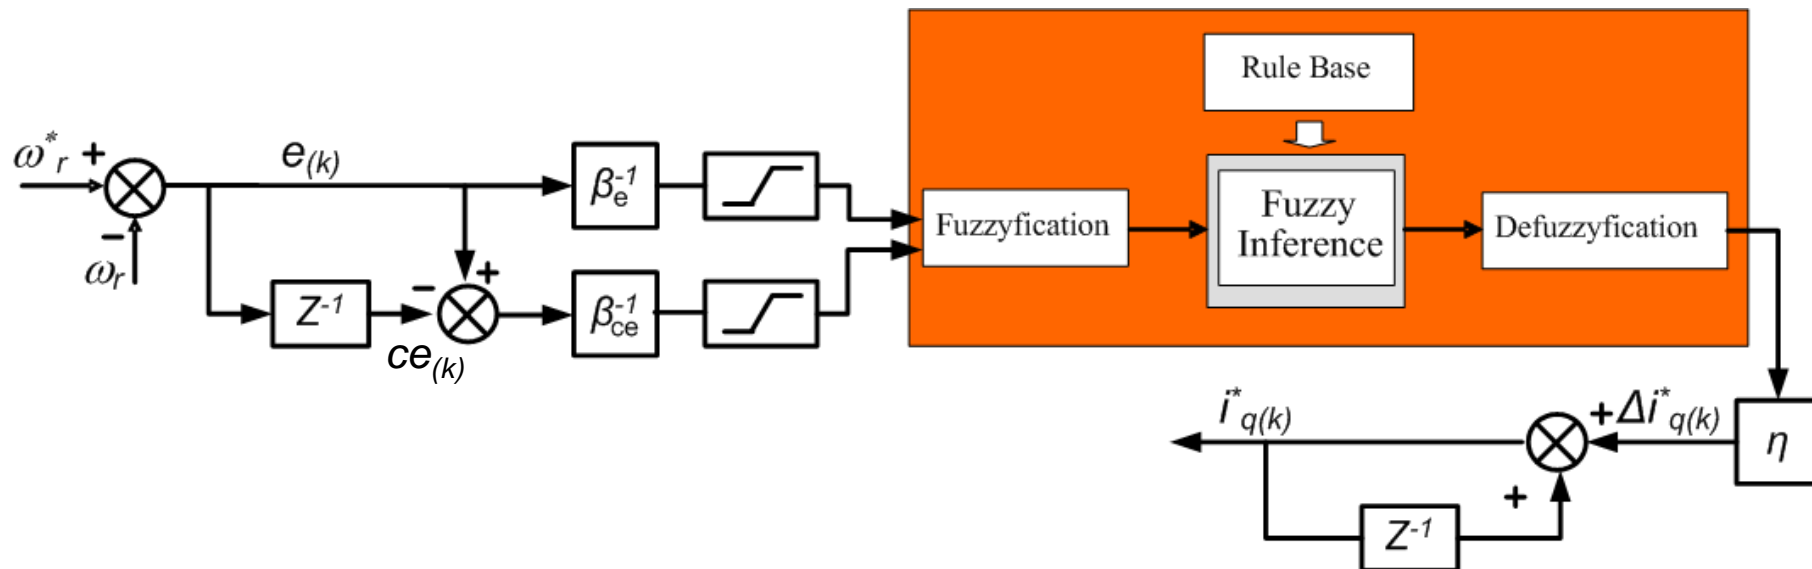 Rule Base
ω*r +
e(k)
βe-1
Fuzzyfication
Fuzzy
Inference
Defuzzyfication
−
ωr
Z-1
−
+
βce-1
ce(k)
i*q(k)
+ Δi*q(k)
η
+
Z-1